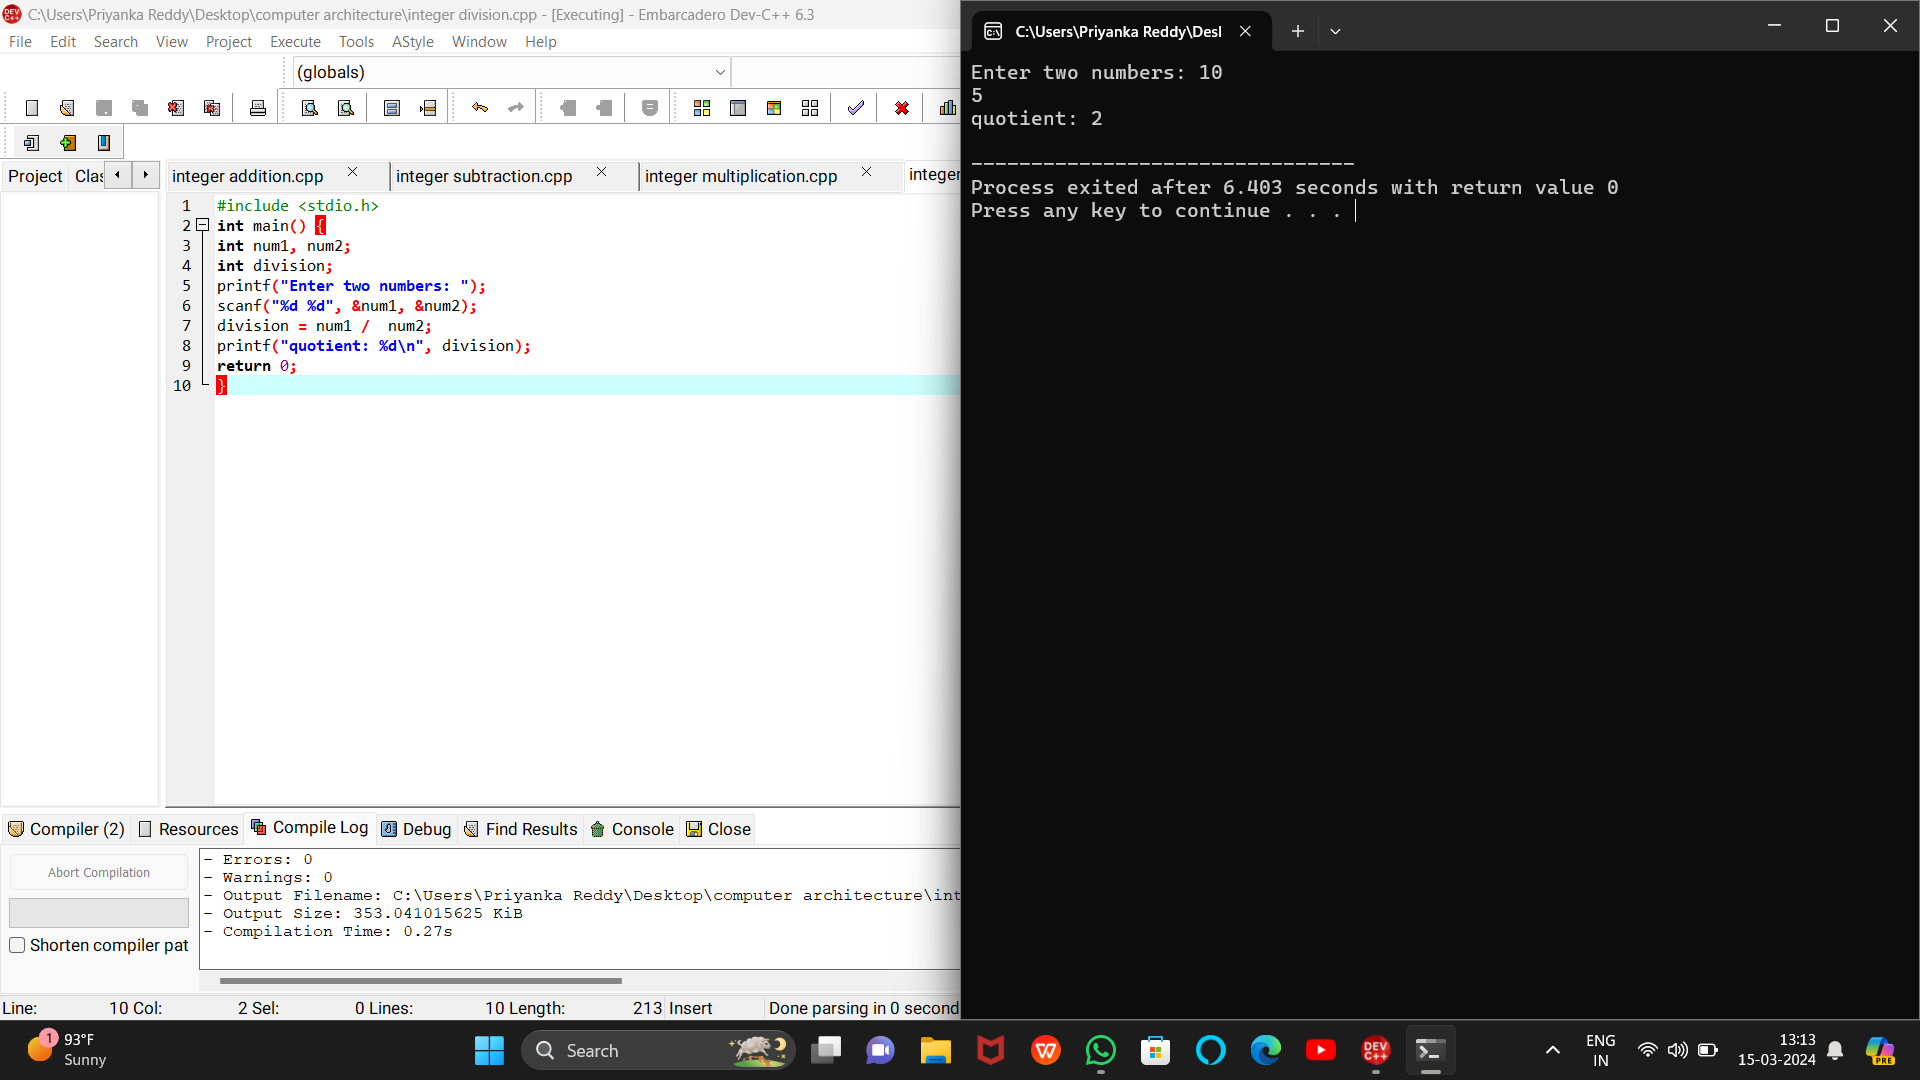 C:\Users\Priyanka Reddy\Desktop\computer architecture\integer division.cpp - [Executing] - Embarcadero Dev-C++ 6.3
File Edit Search View Project Execute Tools AStyle Window Help
(globals)
Project Clas
integer addition.cpp integer subtraction.cpp integer multiplication.cpp integer
1 #include <stdio.h>
2 int main() {
3 int num1, num2;
4 int division;
5 printf("Enter two numbers: ");
6 scanf("%d %d", &num1, &num2);
7 division = num1 /  num2;
8 printf("quotient: %d\n", division);
9 return 0;
10 }
Compiler (2) Resources Compile Log Debug Find Results Console Close
Abort Compilation
Shorten compiler pat
- Errors: 0
- Warnings: 0
- Output Filename: C:\Users\Priyanka Reddy\Desktop\computer architecture\int
- Output Size: 353.041015625 KiB
- Compilation Time: 0.27s
Line: 10 Col: 2 Sel: 0 Lines: 10 Length: 213 Insert Done parsing in 0 second
C:\Users\Priyanka Reddy\Desl
Enter two numbers: 10
5
quotient: 2
--------------------------------
Process exited after 6.403 seconds with return value 0
Press any key to continue . . .
1 93°F
Sunny
Search
DEV C++
ENG
IN
13:13
15-03-2024
PRE